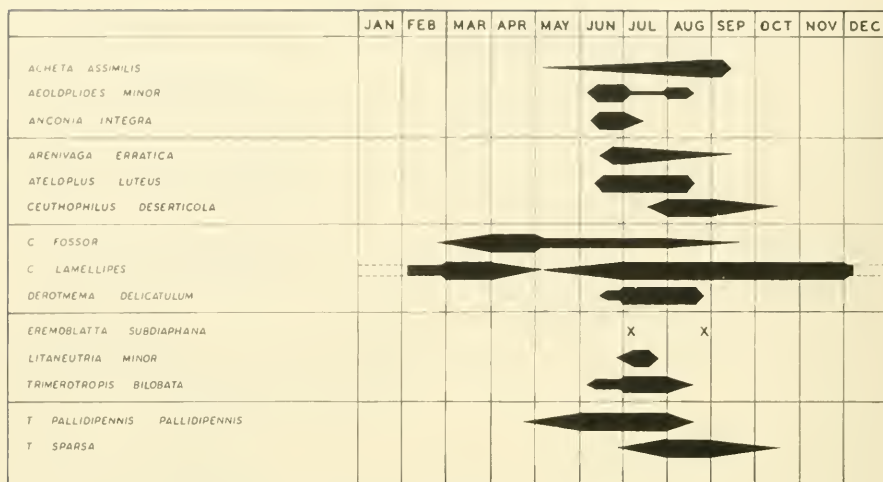 JAN FEB MAR APR MAY JUN JUL AUG SEP OCT NOV DEC
ACHETA ASSIMILIS
AEOLOPLIDES MINOR
ANCONIA INTEGRA
ARENIVAGA ERRATICA
ATELOPLUS LUTEUS
CEUTHOPHILUS DESERTICOLA
C FOSSOR
C LAMELLIPES
DEROTMEMA DELICATULUM
EREMOBLATTA SUBDIAPHANA X X
LITANEUTRIA MINOR
TRIMEROTROPIS BILOBATA
T PALLIDIPENNIS PALLIDIPENNIS
T SPARSA